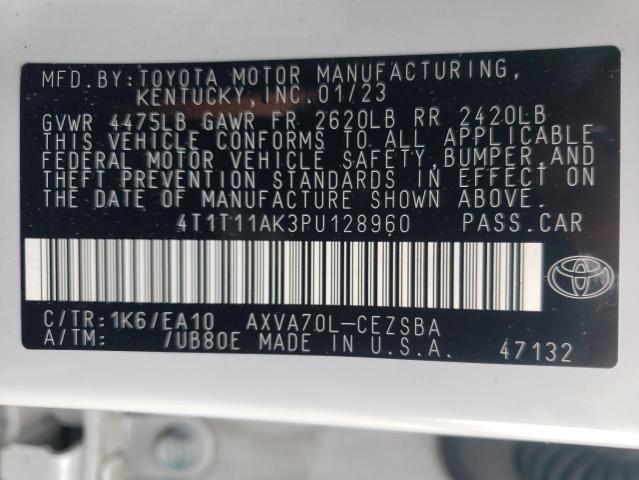 MFD.BY:TOYOTA MOTOR MANUFACTURING,
KENTUCKY,INC.01/23
GVWR 4475LB GAWR FR 2620LB RR 2420LB
THIS VEHICLE CONFORMS TO ALL APPLICABLE
FEDERAL MOTOR VEHICLE SAFETY,BUMPER,AND
THEFT PREVENTION STANDARDS IN EFFECT ON
THE DATE OF MANUFACTURE SHOWN ABOVE.
4T1T11AK3PU128960 PASS.CAR
C/TR:1K6/EA10 AXVA70L-CEZSBA
A/TM: /UB80E MADE IN U.S.A. 47132